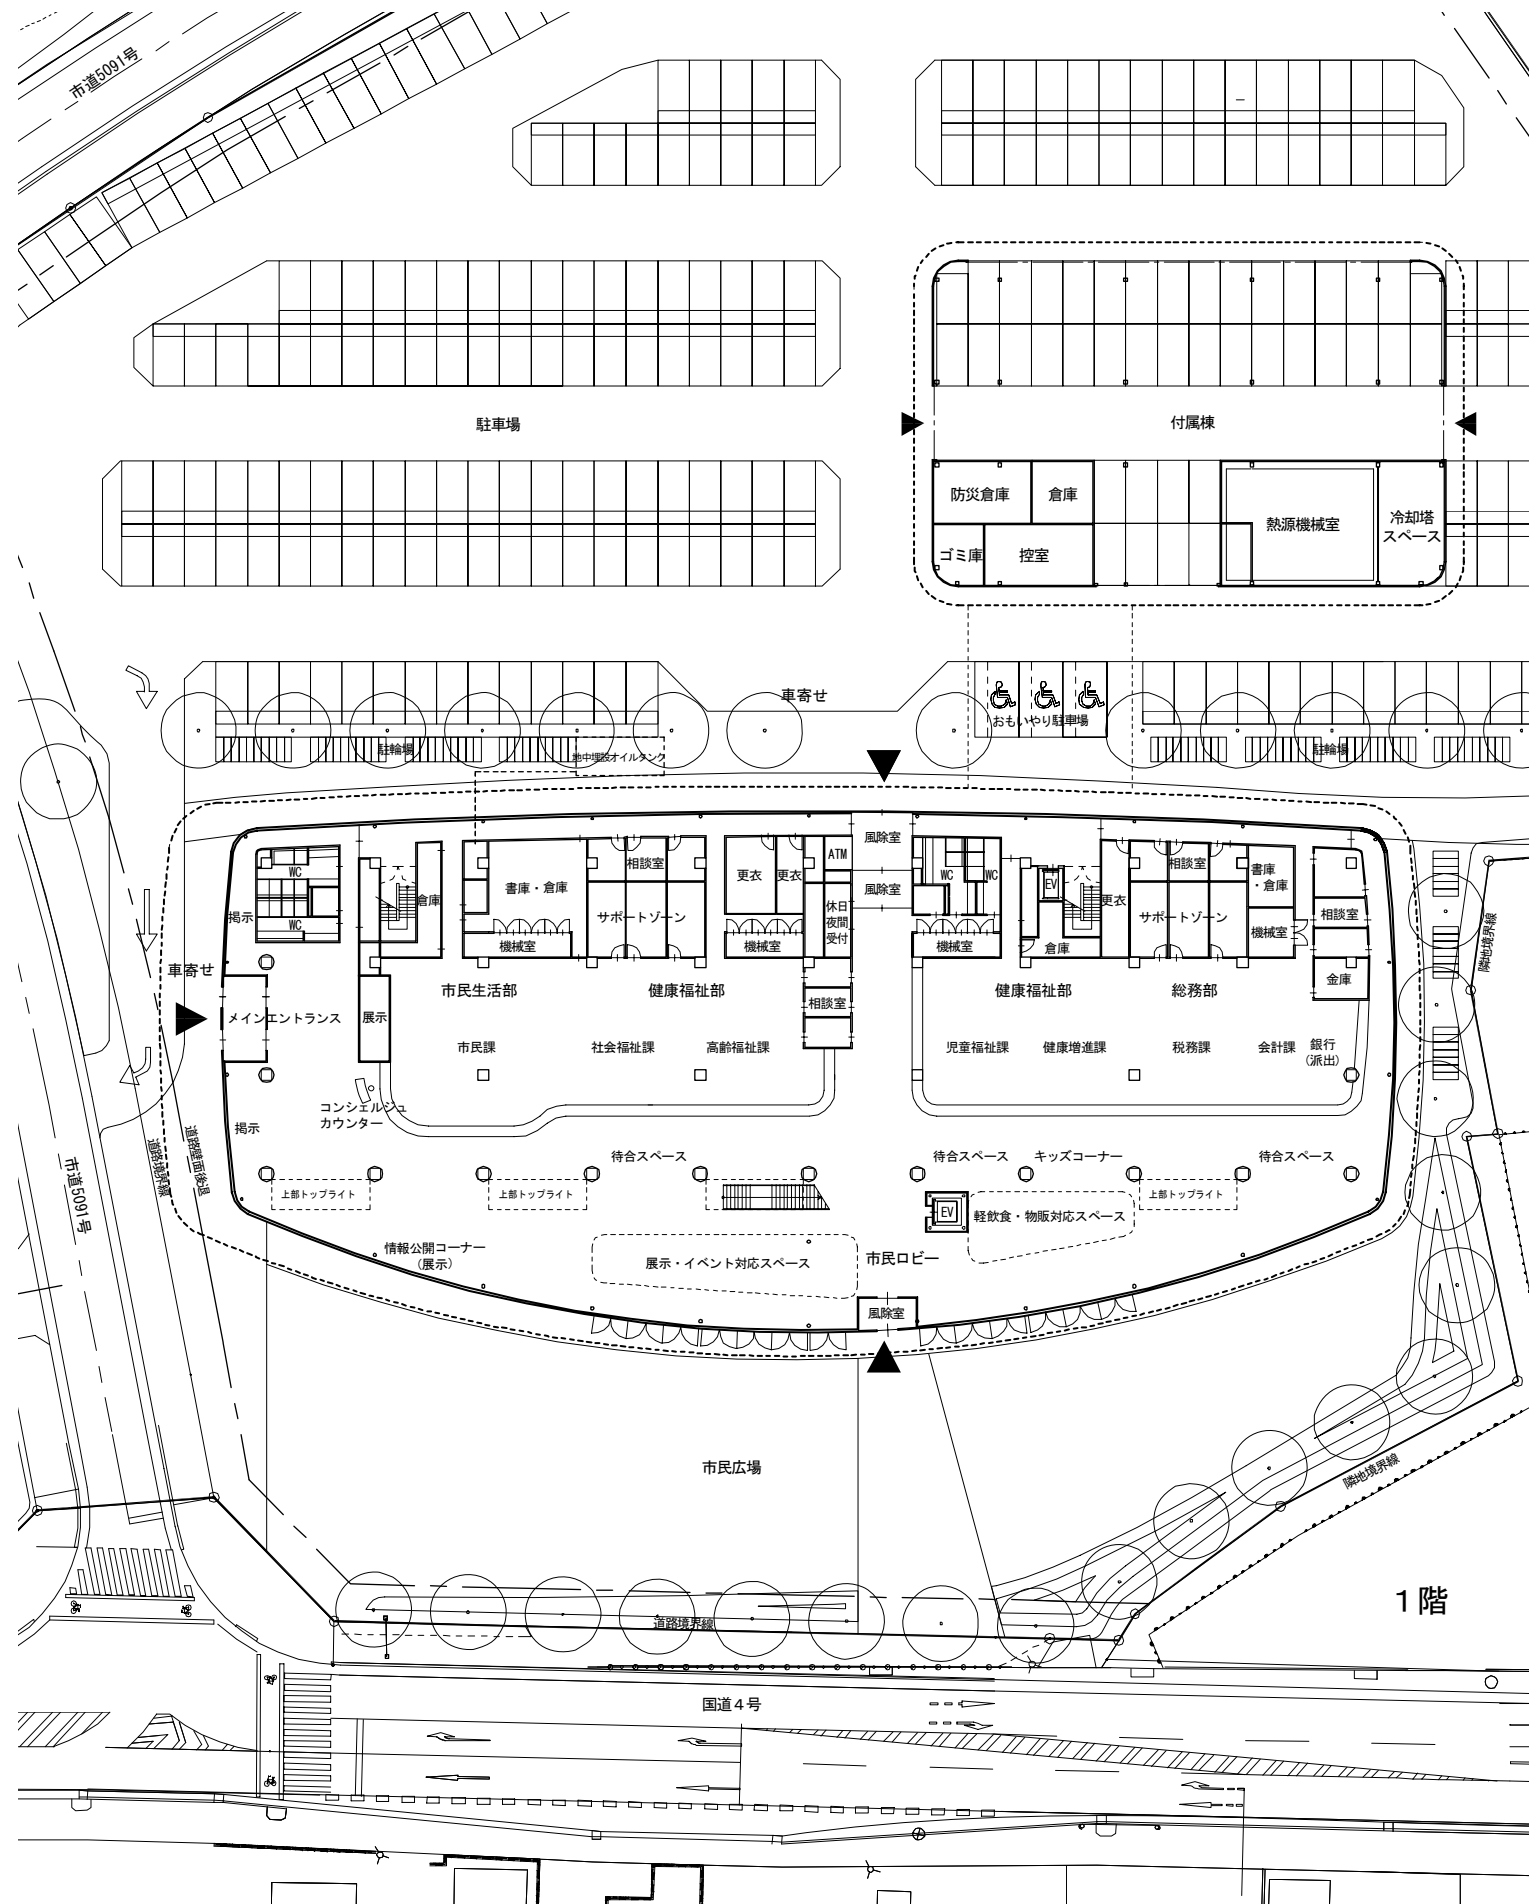 市道5091号
駐車場
付属棟
防災倉庫
倉庫
熱源機械室
冷却塔
スペース
ゴミ庫
控室
車寄せ
おもいやり駐車場
駐輪場
地中埋設オイルタンク
駐輪場
風除室
WC
相談室
ATM
倉庫
書庫・倉庫
更衣
更衣
風除室
WC
WC
EV
更衣
相談室
書庫
・倉庫
掲示
WC
サポートゾーン
休日
夜間
受付
サポートゾーン
相談室
機械室
機械室
機械室
倉庫
機械室
隣地境界線
車寄せ
金庫
市民生活部
健康福祉部
相談室
健康福祉部
総務部
メインエントランス
展示
市民課
社会福祉課
高齢福祉課
児童福祉課
健康増進課
税務課
会計課
銀行
(派出)
コンシェルジュ
カウンター
掲示
待合スペース
待合スペース
キッズコーナー
待合スペース
市道5091号
道路境界線
道路壁面後退
上部トップライト
上部トップライト
上部トップライト
EV
軽飲食・物販対応スペース
情報公開コーナー
(展示)
展示・イベント対応スペース
市民ロビー
風除室
市民広場
隣地境界線
1階
道路境界線
国道4号